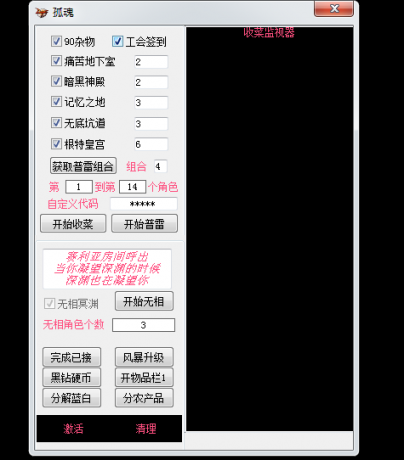 孤魂
90杂物 工会签到
痛苦地下室 2
暗黑神殿 2
记忆之地 3
无底坑道 3
根特皇宫 6
获取普雷组合 组合 4
第 1 到第 14 个角色
自定义代码 *****
开始收菜 开始普雷
赛利亚房间呼出
当你凝望深渊的时候
深渊也在凝望你
无相冥渊 开始无相
无相角色个数 3
完成已接 风暴升级
黑钻硬币 开物品栏1
分解蓝白 分农产品
激活 清理
收菜监视器